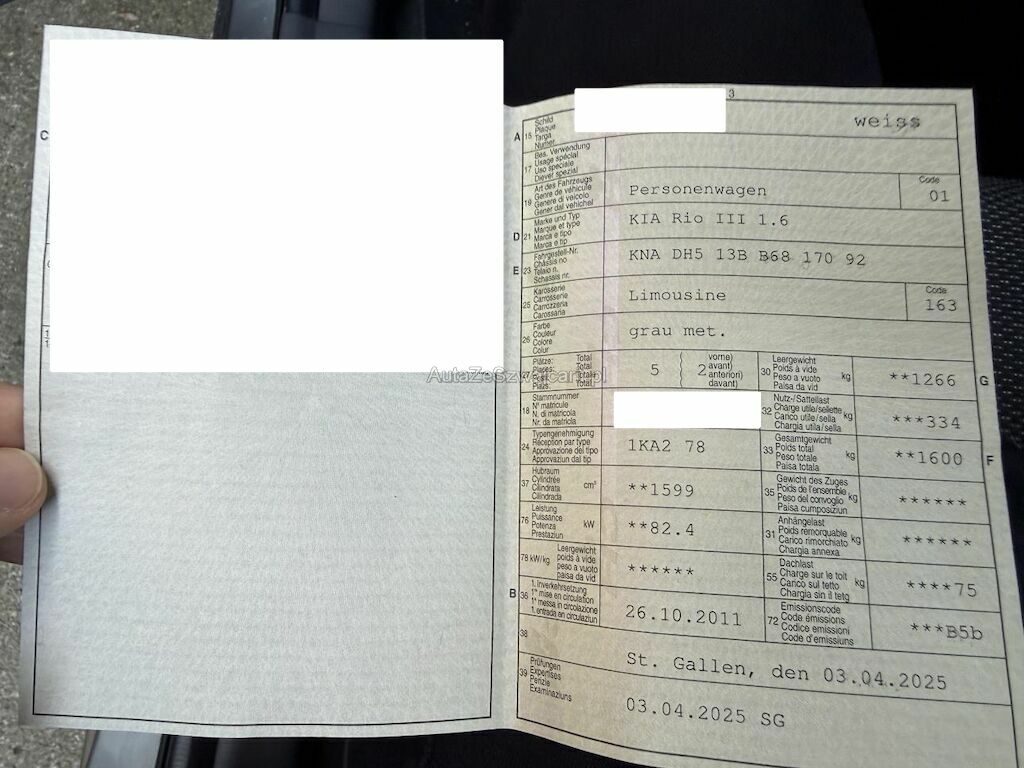 3
C
A
15
Schild
Plaque
Targa
Numer
weiss
17
Bes. Verwendung
Usage spécial
Uso speciale
Diever spezial
19
Art des Fahrzeugs
Genre de véhicule
Genere di veicolo
Gener dal vehichel
Personenwagen
Code
01
D
21
Marke und Typ
Marque et type
Marca e tipo
Marca e tip
KIA Rio III 1.6
E
23
Fahrgestell-Nr.
Châssis no
Telaio n.
Schassis nr.
KNA DH5 13B B68 170 92
25
Karosserie
Carrosserie
Carrozzeria
Carossaria
Limousine
Code
163
26
Farbe
Couleur
Colore
Colur
grau met.
Plätze: Total
Places: Total
Total
Plazs: Total
5
2
vorne)
avant)
anteriori)
davant)
30
Leergewicht
Poids à vide
Peso a vuoto
Paisa da vid
kg
**1266
G
AutaZeSzwajcarii.pl
18
Stammnummer
N° matricule
N. di matricola
Nr. da matricla
32
Nutz-/Sattellast
Charge utile/sellette
Carico utile/sella
Chargia utila/sella
kg
***334
24
Typengenehmigung
Réception par type
Approvazione del tipo
Approvaziun dal tip
1KA2 78
33
Gesamtgewicht
Poids total
Peso totale
Paisa totala
kg
**1600
F
37
Hubraum
Cylindrée
Cilindrata
Cilindrada
cm³
**1599
35
Gewicht des Zuges
Poids de l'ensemble
Peso del convoglio
Paisa cumposiziun
kg
******
76
Leistung
Puissance
Potenza
Prestaziun
kW
**82.4
31
Anhängelast
Poids remorquable
Carico rimorchiato
Chargia annexa
kg
******
78 kW/kg
Leergewicht
poids à vide
peso a vuoto
paisa da vid
******
55
Dachlast
Charge sur le toit
Carico sul tetto
Chargia sin il tetg
kg
****75
B
36
1. Inverkehrsetzung
1re mise en circulation
1a messa in circolazione
1. entrada en circulaziun
26.10.2011
72
Emissionscode
Code émissions
Codice emissioni
Code d'emissiuns
***B5b
38
St. Gallen, den 03.04.2025
39
Prüfungen
Expertises
Perizie
Examinaziuns
03.04.2025 SG